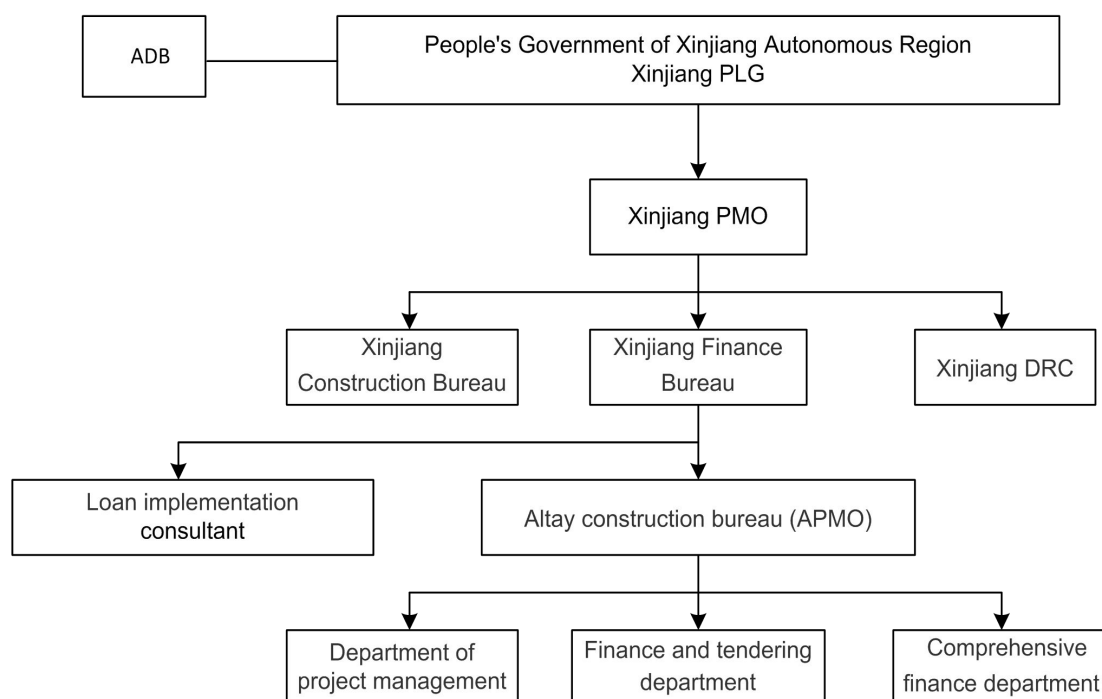 ADB
People's Government of Xinjiang Autonomous Region
Xinjiang PLG
Xinjiang PMO
Xinjiang
Construction Bureau
Xinjiang Finance
Bureau
Xinjiang DRC
Loan implementation
consultant
Altay construction bureau (APMO)
Department of
project management
Finance and tendering
department
Comprehensive
finance department